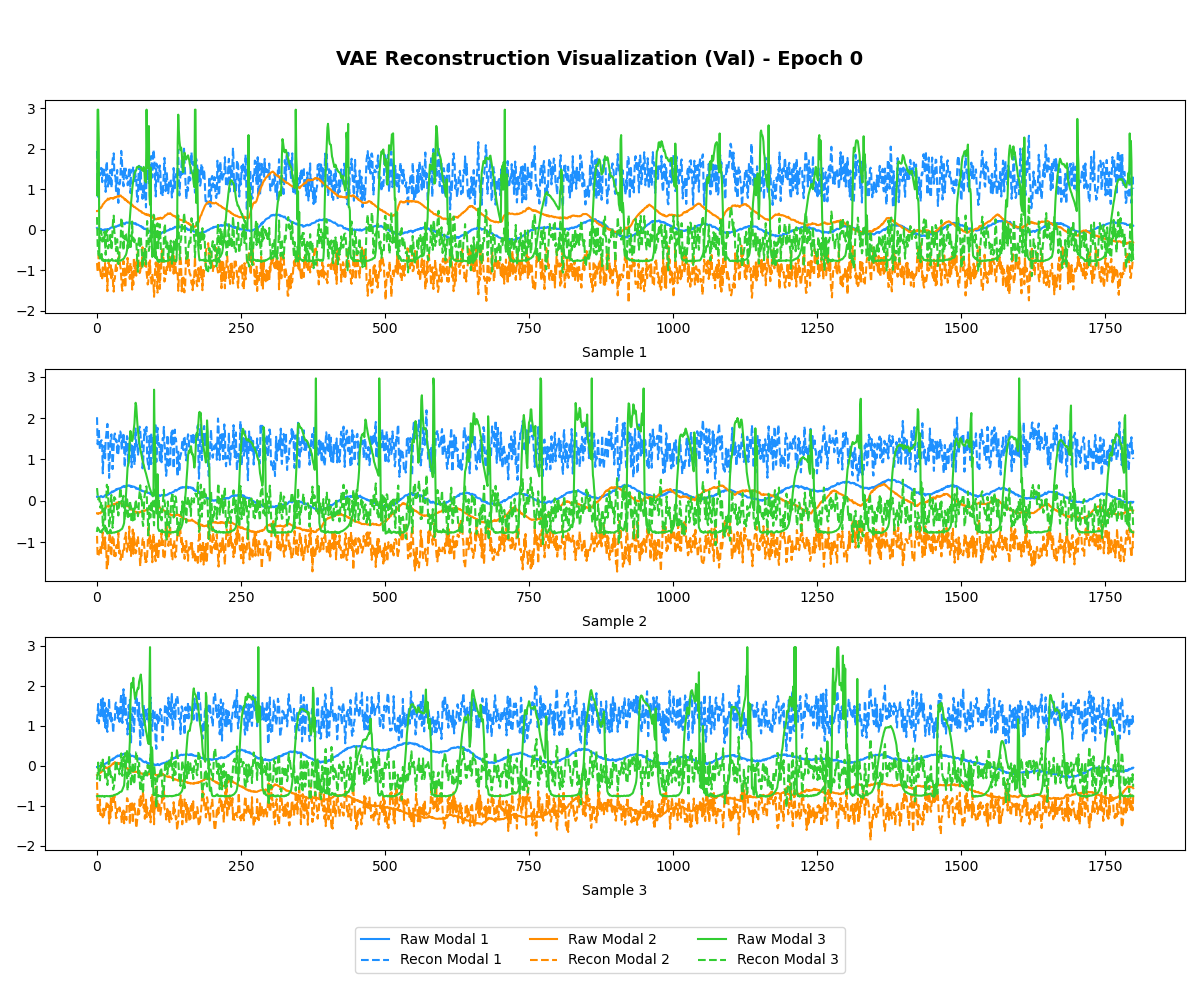 VAE Reconstruction Visualization (Val) - Epoch 0
3
2
1
0
−1
−2
0 250 500 750 1000 1250 1500 1750
Sample 1
3
2
1
0
−1
0 250 500 750 1000 1250 1500 1750
Sample 2
3
2
1
0
−1
−2
0 250 500 750 1000 1250 1500 1750
Sample 3
Raw Modal 1 Raw Modal 2 Raw Modal 3
Recon Modal 1 Recon Modal 2 Recon Modal 3